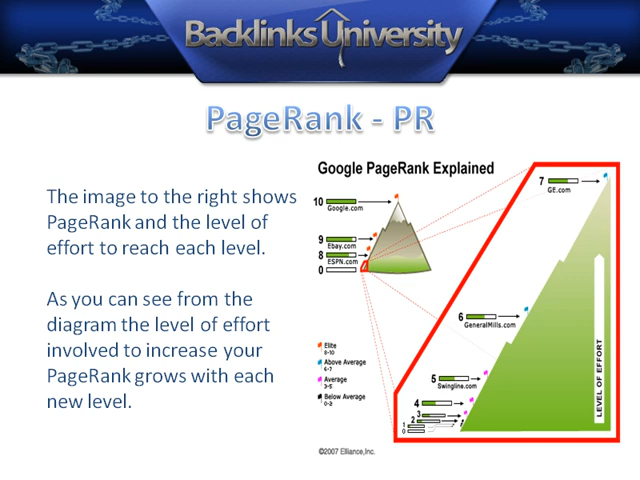 Backlinks University
PageRank - PR
The image to the right shows
PageRank and the level of
effort to reach each level.
As you can see from the
diagram the level of effort
involved to increase your
PageRank grows with each
new level.
Google PageRank Explained
10
Google.com
9
Ebay.com
8
ESPN.com
0
7
GE.com
6
GeneralMills.com
5
Swingline.com
4
3
2
1
0
LEVEL OF EFFORT
Elite
8-10
Above Average
6-7
Average
3-5
Below Average
0-2
©2007 Elliance,Inc.